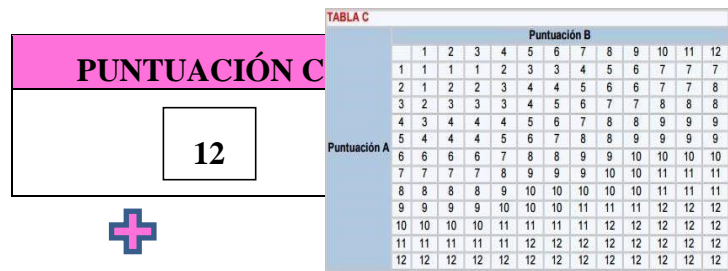 PUNTUACIÓN C
12
TABLA C
Puntuación B
1 2 3 4 5 6 7 8 9 10 11 12
Puntuación A
1 1 1 1 2 3 3 4 5 6 7 7 7
2 1 2 2 3 4 4 5 6 6 7 7 8
3 2 3 3 3 4 5 6 7 7 8 8 8
4 3 4 4 4 5 6 7 8 8 9 9 9
5 4 4 4 5 6 7 8 8 9 9 9 9
6 6 6 6 7 8 8 9 9 10 10 10 10
7 7 7 7 8 9 9 9 10 10 11 11 11
8 8 8 8 9 10 10 10 10 10 11 11 11
9 9 9 9 10 10 10 11 11 11 12 12 12
10 10 10 10 11 11 11 11 12 12 12 12 12
11 11 11 11 11 12 12 12 12 12 12 12 12
12 12 12 12 12 12 12 12 12 12 12 12 12